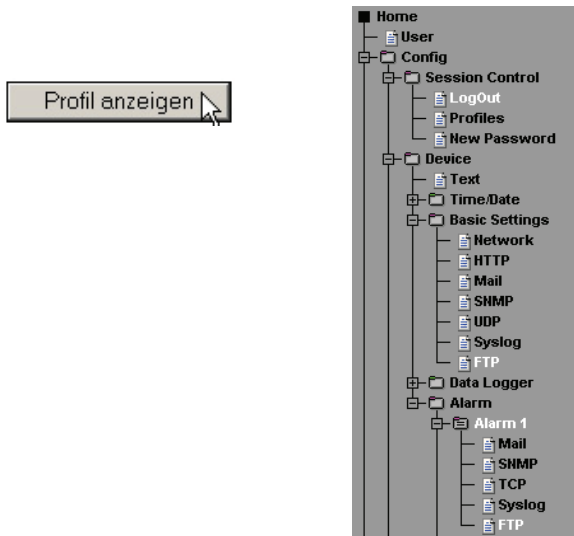 Profil anzeigen
Home
User
Config
Session Control
LogOut
Profiles
New Password
Device
Text
Time/Date
Basic Settings
Network
HTTP
Mail
SNMP
UDP
Syslog
FTP
Data Logger
Alarm
Alarm 1
Mail
SNMP
TCP
Syslog
FTP